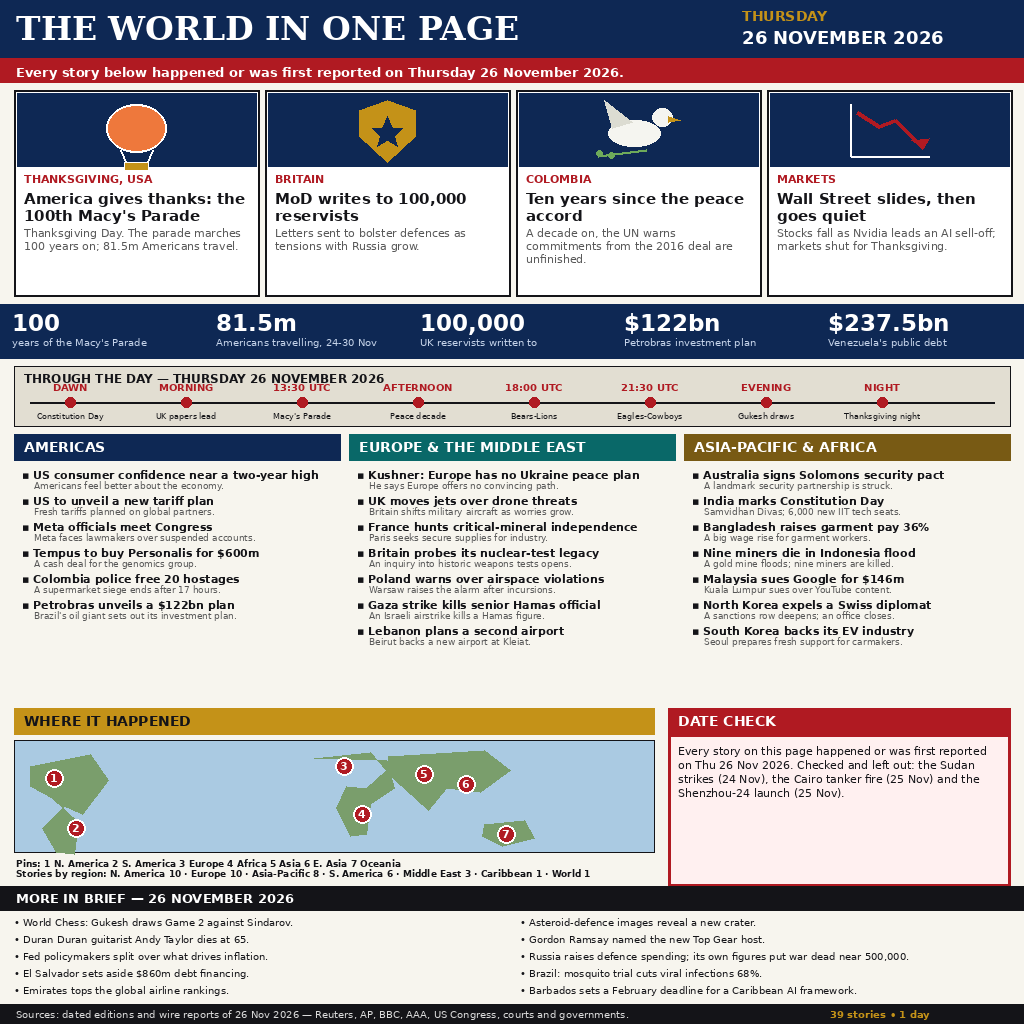 THE WORLD IN ONE PAGE
THURSDAY
26 NOVEMBER 2026
Every story below happened or was first reported on Thursday 26 November 2026.
THANKSGIVING, USA
America gives thanks: the
100th Macy's Parade
Thanksgiving Day. The parade marches
100 years on; 81.5m Americans travel.
BRITAIN
MoD writes to 100,000
reservists
Letters sent to bolster defences as
tensions with Russia grow.
COLOMBIA
Ten years since the peace
accord
A decade on, the UN warns
commitments from the 2016 deal are
unfinished.
MARKETS
Wall Street slides, then
goes quiet
Stocks fall as Nvidia leads an AI sell-off;
markets shut for Thanksgiving.
100
years of the Macy's Parade
81.5m
Americans travelling, 24-30 Nov
100,000
UK reservists written to
$122bn
Petrobras investment plan
$237.5bn
Venezuela's public debt
THROUGH THE DAY — THURSDAY 26 NOVEMBER 2026
DAWN
Constitution Day
MORNING
UK papers lead
13:30 UTC
Macy's Parade
AFTERNOON
Peace decade
18:00 UTC
Bears-Lions
21:30 UTC
Eagles-Cowboys
EVENING
Gukesh draws
NIGHT
Thanksgiving night
AMERICAS
▪ US consumer confidence near a two-year high
Americans feel better about the economy.
▪ US to unveil a new tariff plan
Fresh tariffs planned on global partners.
▪ Meta officials meet Congress
Meta faces lawmakers over suspended accounts.
▪ Tempus to buy Personalis for $600m
A cash deal for the genomics group.
▪ Colombia police free 20 hostages
A supermarket siege ends after 17 hours.
▪ Petrobras unveils a $122bn plan
Brazil's oil giant sets out its investment plan.
EUROPE & THE MIDDLE EAST
▪ Kushner: Europe has no Ukraine peace plan
He says Europe offers no convincing path.
▪ UK moves jets over drone threats
Britain shifts military aircraft as worries grow.
▪ France hunts critical-mineral independence
Paris seeks secure supplies for industry.
▪ Britain probes its nuclear-test legacy
An inquiry into historic weapons tests opens.
▪ Poland warns over airspace violations
Warsaw raises the alarm after incursions.
▪ Gaza strike kills senior Hamas official
An Israeli airstrike kills a Hamas figure.
▪ Lebanon plans a second airport
Beirut backs a new airport at Kleiat.
ASIA-PACIFIC & AFRICA
▪ Australia signs Solomons security pact
A landmark security partnership is struck.
▪ India marks Constitution Day
Samvidhan Divas; 6,000 new IIT tech seats.
▪ Bangladesh raises garment pay 36%
A big wage rise for garment workers.
▪ Nine miners die in Indonesia flood
A gold mine floods; nine miners are killed.
▪ Malaysia sues Google for $146m
Kuala Lumpur sues over YouTube content.
▪ North Korea expels a Swiss diplomat
A sanctions row deepens; an office closes.
▪ South Korea backs its EV industry
Seoul prepares fresh support for carmakers.
WHERE IT HAPPENED
1
2
3
4
5
6
7
Pins: 1 N. America 2 S. America 3 Europe 4 Africa 5 Asia 6 E. Asia 7 Oceania
Stories by region: N. America 10 · Europe 10 · Asia-Pacific 8 · S. America 6 · Middle East 3 · Caribbean 1 · World 1
DATE CHECK
Every story on this page happened or was first reported
on Thu 26 Nov 2026. Checked and left out: the Sudan
strikes (24 Nov), the Cairo tanker fire (25 Nov) and the
Shenzhou-24 launch (25 Nov).
MORE IN BRIEF — 26 NOVEMBER 2026
• World Chess: Gukesh draws Game 2 against Sindarov.
• Duran Duran guitarist Andy Taylor dies at 65.
• Fed policymakers split over what drives inflation.
• El Salvador sets aside $860m debt financing.
• Emirates tops the global airline rankings.
• Asteroid-defence images reveal a new crater.
• Gordon Ramsay named the new Top Gear host.
• Russia raises defence spending; its own figures put war dead near 500,000.
• Brazil: mosquito trial cuts viral infections 68%.
• Barbados sets a February deadline for a Caribbean AI framework.
Sources: dated editions and wire reports of 26 Nov 2026 — Reuters, AP, BBC, AAA, US Congress, courts and governments.
39 stories • 1 day